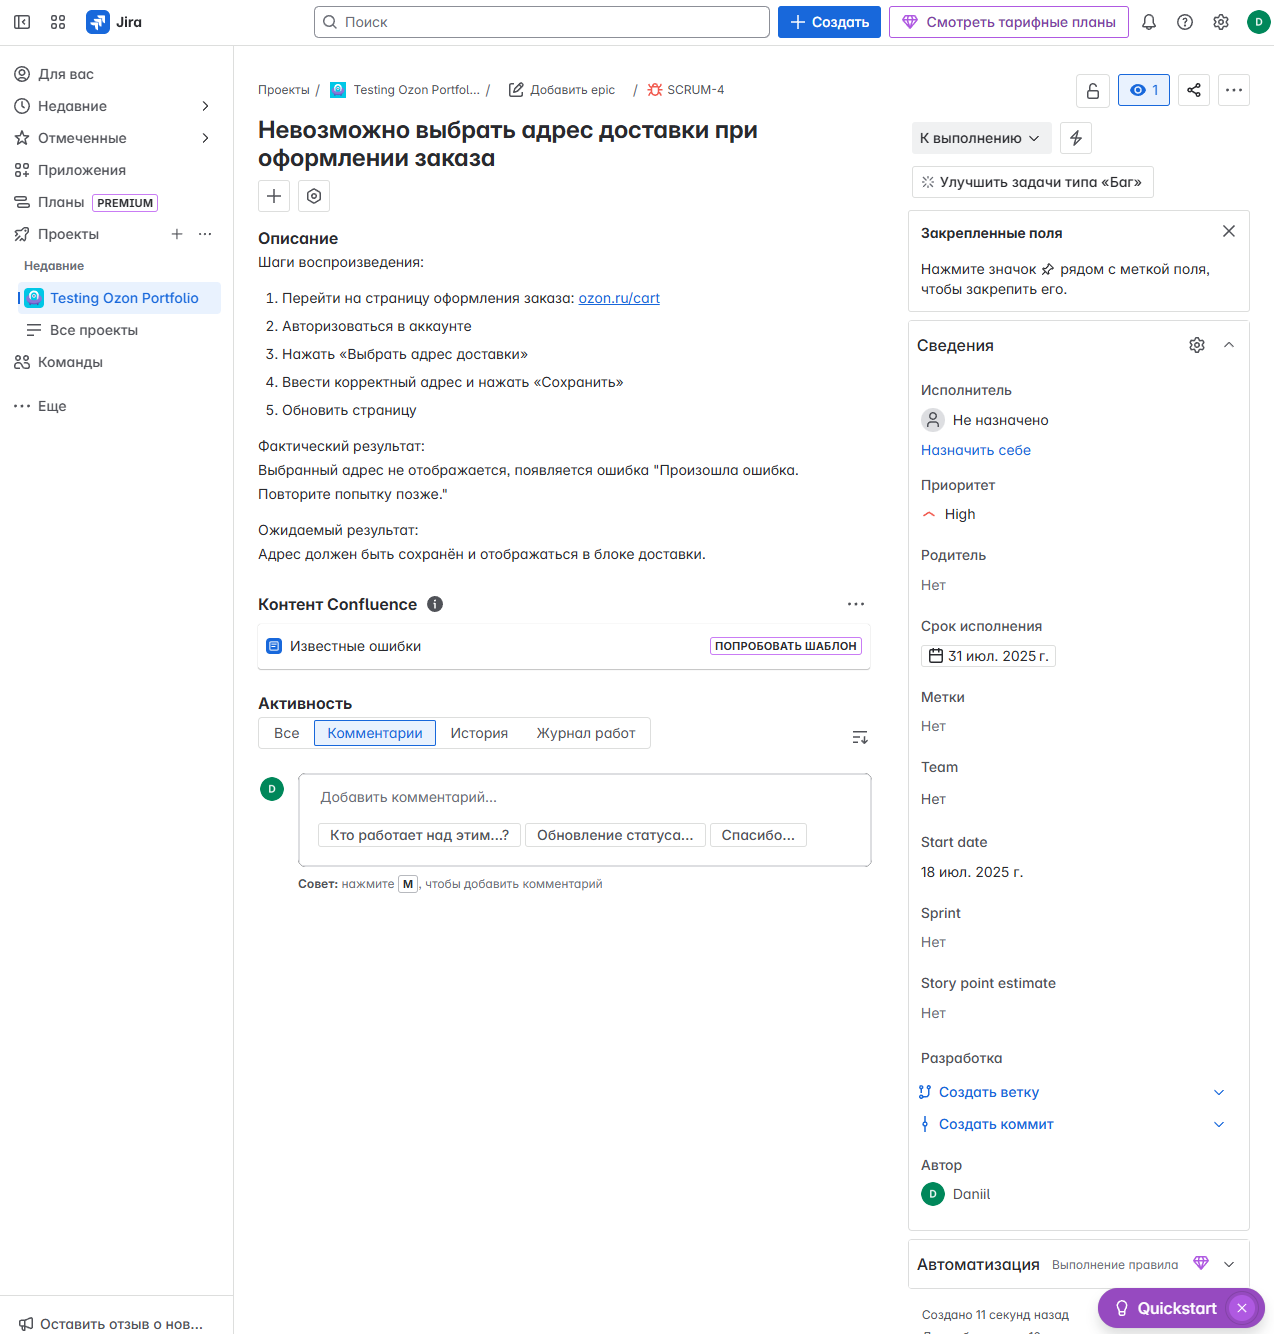 Jira
Поиск
Создать
Смотреть тарифные планы
D
Для вас
Недавние
Отмеченные
Приложения
Планы PREMIUM
Проекты
Недавние
Testing Ozon Portfolio
Все проекты
Команды
Еще
Оставить отзыв о нов...
Проекты / Testing Ozon Portfol... / Добавить epic / SCRUM-4
Невозможно выбрать адрес доставки при
оформлении заказа
Описание
Шаги воспроизведения:
1. Перейти на страницу оформления заказа: ozon.ru/cart
2. Авторизоваться в аккаунте
3. Нажать «Выбрать адрес доставки»
4. Ввести корректный адрес и нажать «Сохранить»
5. Обновить страницу
Фактический результат:
Выбранный адрес не отображается, появляется ошибка "Произошла ошибка.
Повторите попытку позже."
Ожидаемый результат:
Адрес должен быть сохранён и отображаться в блоке доставки.
Контент Confluence
Известные ошибки
ПОПРОБОВАТЬ ШАБЛОН
Активность
Все
Комментарии
История
Журнал работ
D
Добавить комментарий...
Кто работает над этим...?
Обновление статуса...
Спасибо...
Совет: нажмите M, чтобы добавить комментарий
1
К выполнению
Улучшить задачи типа «Баг»
Закрепленные поля
Нажмите значок рядом с меткой поля,
чтобы закрепить его.
Сведения
Исполнитель
Не назначено
Назначить себе
Приоритет
High
Родитель
Нет
Срок исполнения
31 июл. 2025 г.
Метки
Нет
Team
Нет
Start date
18 июл. 2025 г.
Sprint
Нет
Story point estimate
Нет
Разработка
Создать ветку
Создать коммит
Автор
D
Daniil
Автоматизация
Выполнение правила
Quickstart
Создано 11 секунд назад